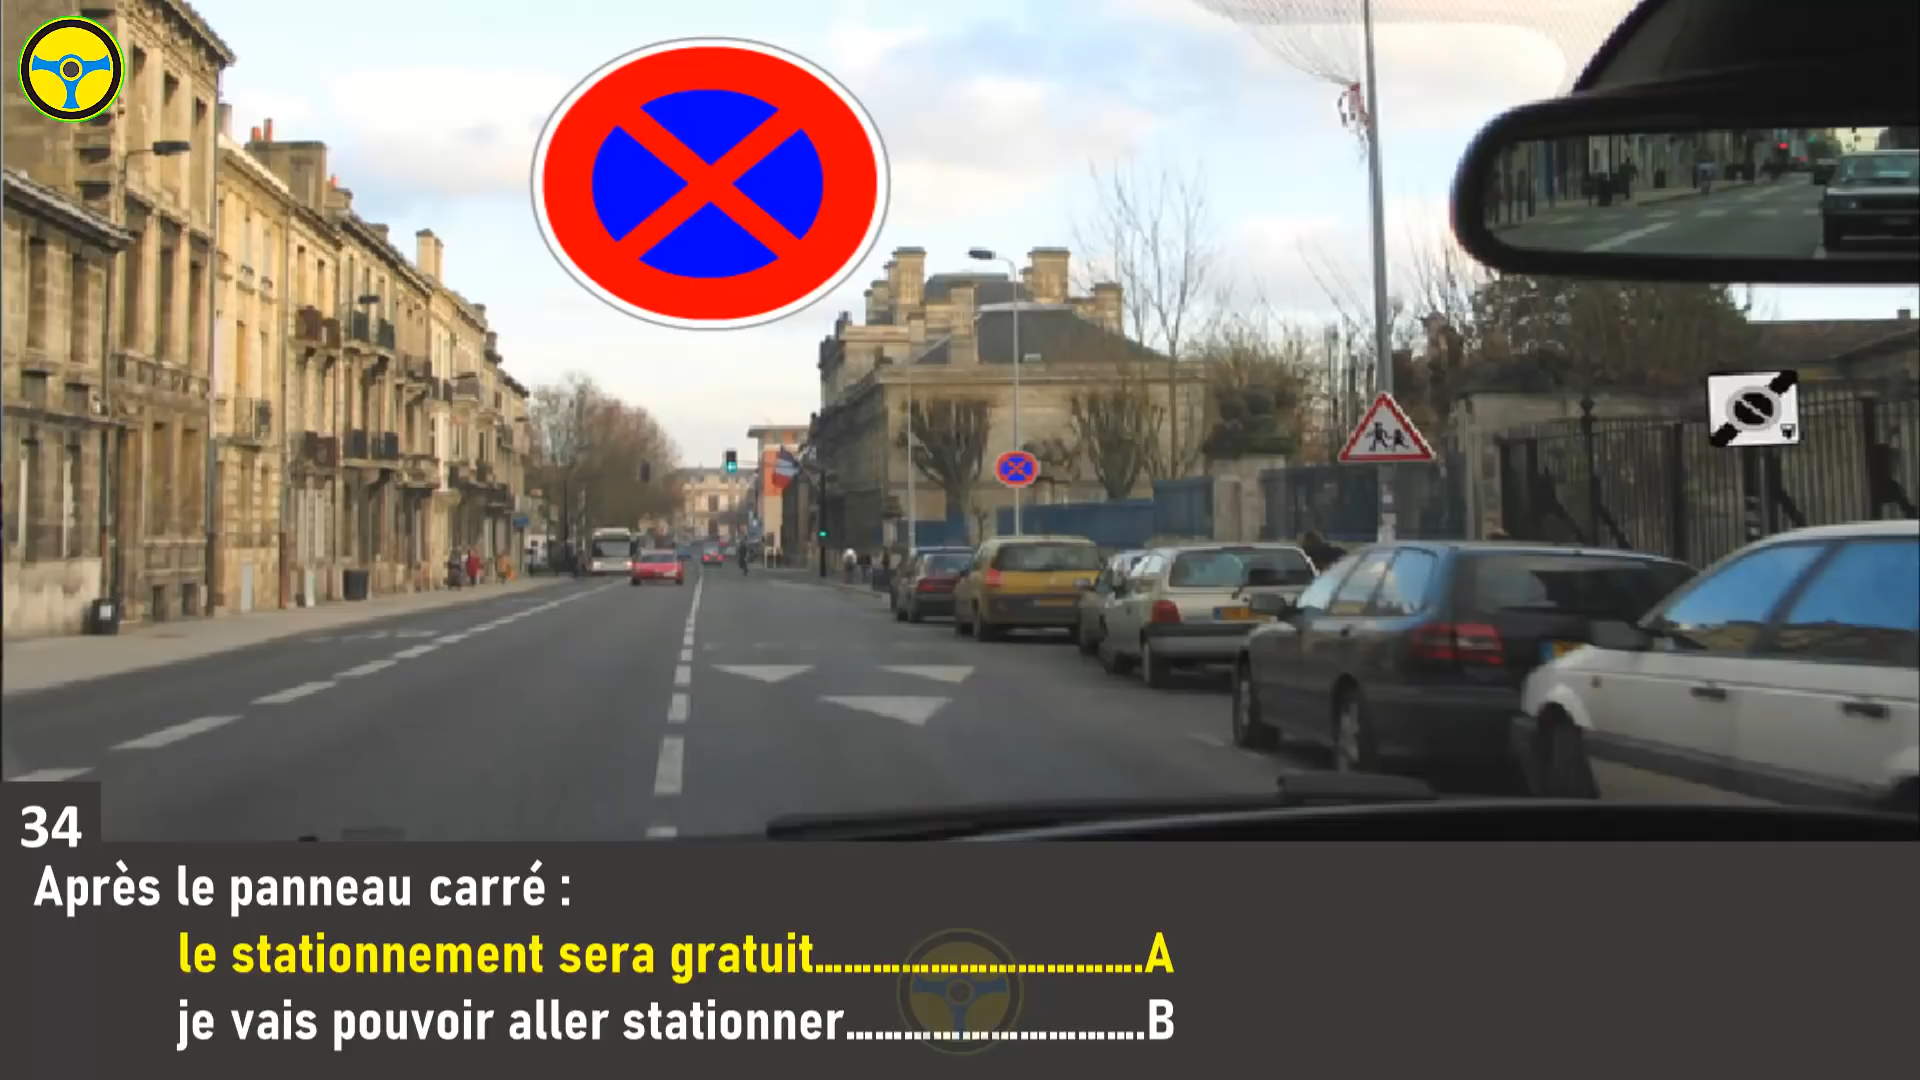 34
Après le panneau carré :
le stationnement sera gratuit.................................A
je vais pouvoir aller stationner..............................B